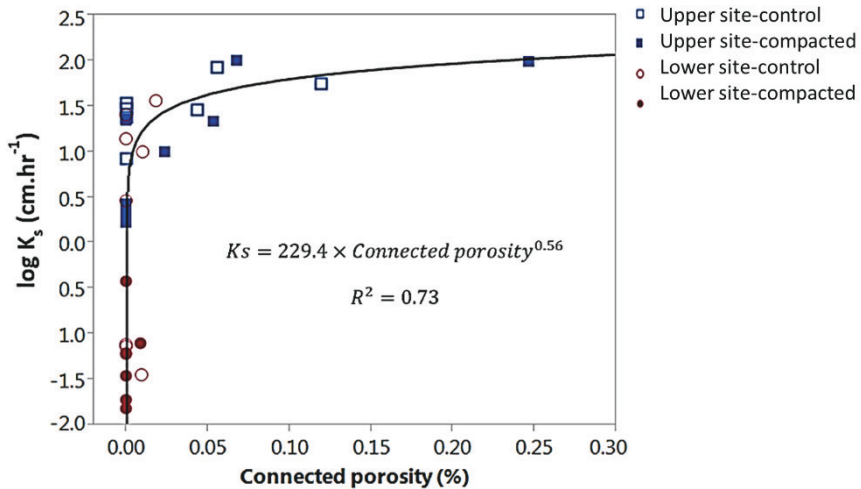 2.5
2.0
1.5
1.0
0.5
0.0
0.5
1.0
-1.5
-2.0
log Ks (cm.hr-1)
Ks = 229.4 × Connected porosity^0.56
R² = 0.73
0.00 0.05 0.10 0.15 0.20 0.25 0.30
Connected porosity (%)
Upper site-control
Upper site-compacted
Lower site-control
Lower site-compacted